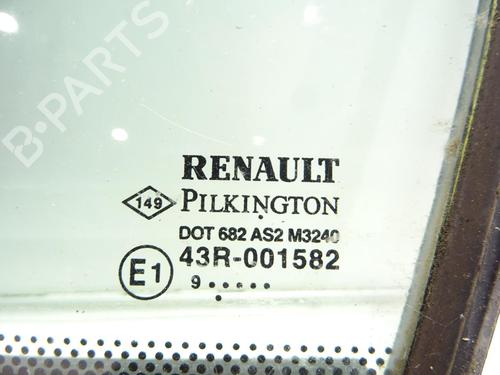 B-PARTS
RENAULT
149 PILKINGTON
DOT 682 AS2 M3240
E1 43R-001582
9.....